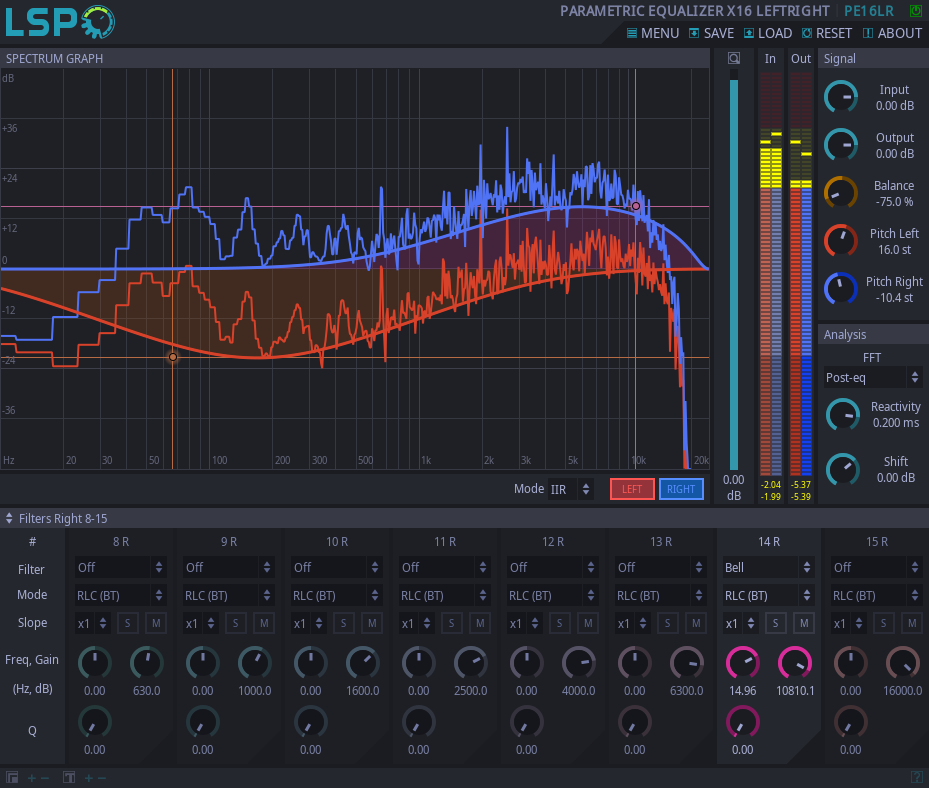 LSP
PARAMETRIC EQUALIZER X16 LEFTRIGHT PE16LR
MENU SAVE LOAD RESET ABOUT
SPECTRUM GRAPH
dB
+36
+24
+12
0
-12
-24
-36
Hz 20 30 50 100 200 300 500 1k 2k 3k 5k 10k 20k
Mode IIR LEFT RIGHT
0.00
dB
In Out
-2.04 -5.37
-1.99 -5.39
Signal
Input
0.00 dB
Output
0.00 dB
Balance
-75.0 %
Pitch Left
16.0 st
Pitch Right
-10.4 st
Analysis
FFT
Post-eq
Reactivity
0.200 ms
Shift
0.00 dB
Filters Right 8-15
# 8 R 9 R 10 R 11 R 12 R 13 R 14 R 15 R
Filter Off Off Off Off Off Off Bell Off
Mode RLC (BT) RLC (BT) RLC (BT) RLC (BT) RLC (BT) RLC (BT) RLC (BT) RLC (BT)
Slope x1 S M x1 S M x1 S M x1 S M x1 S M x1 S M x1 S M x1 S M
Freq, Gain
(Hz, dB) 0.00 630.0 0.00 1000.0 0.00 1600.0 0.00 2500.0 0.00 4000.0 0.00 6300.0 14.96 10810.1 0.00 16000.0
Q
0.00 0.00 0.00 0.00 0.00 0.00 0.00 0.00
+ − T + − ?